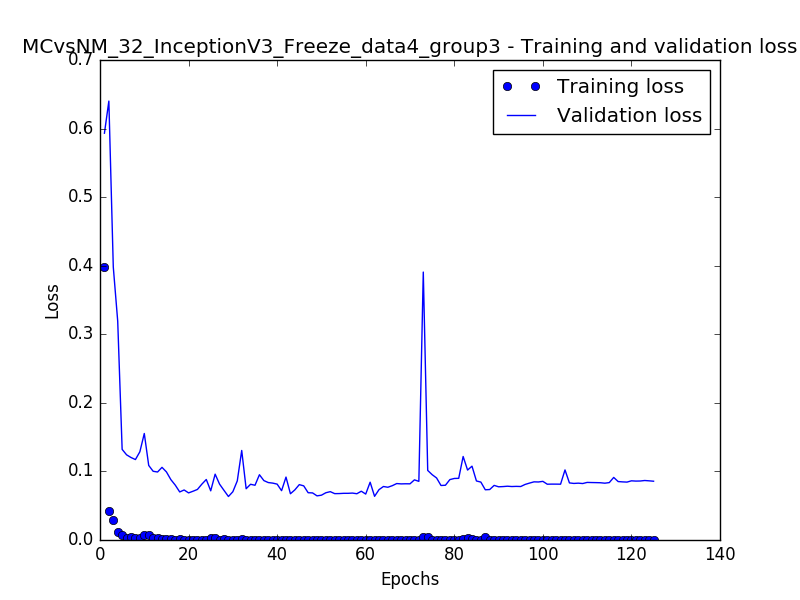 MCvsNM_32_InceptionV3_Freeze_data4_group3 - Training and validation loss
Training loss
Validation loss
0.7
0.6
0.5
0.4
0.3
0.2
0.1
0.0
Loss
0 20 40 60 80 100 120 140
Epochs